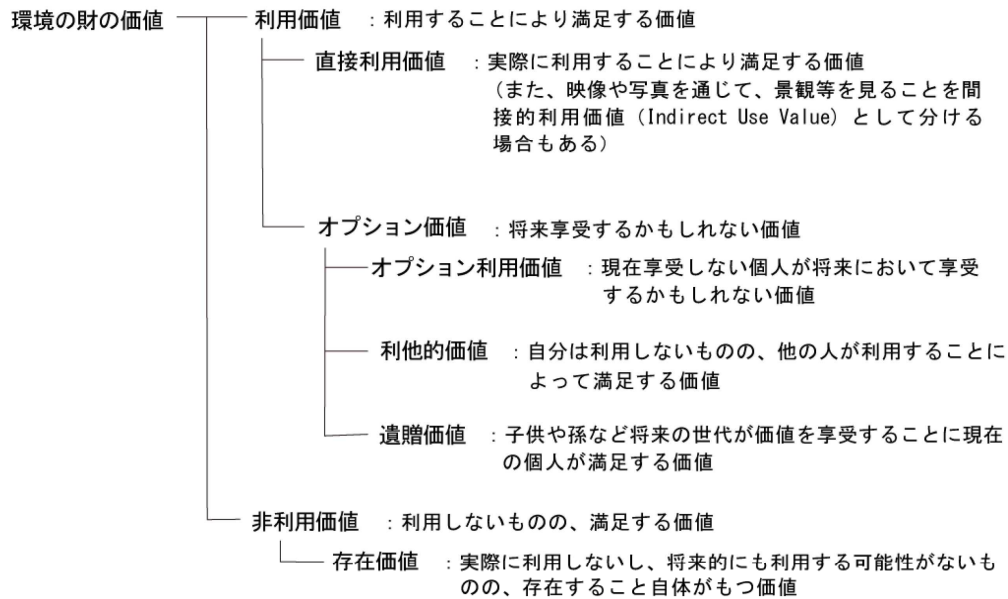 環境の財の価値 利用価値 ：利用することにより満足する価値
直接利用価値 ：実際に利用することにより満足する価値
（また、映像や写真を通じて、景観等を見ることを間
接的利用価値（Indirect Use Value）として分ける
場合もある）
オプション価値 ：将来享受するかもしれない価値
オプション利用価値 ：現在享受しない個人が将来において享受
するかもしれない価値
利他的価値 ：自分は利用しないものの、他の人が利用することに
よって満足する価値
遺贈価値 ：子供や孫など将来の世代が価値を享受することに現在
の個人が満足する価値
非利用価値 ：利用しないものの、満足する価値
存在価値 ：実際に利用しないし、将来的にも利用する可能性がないも
のの、存在すること自体がもつ価値